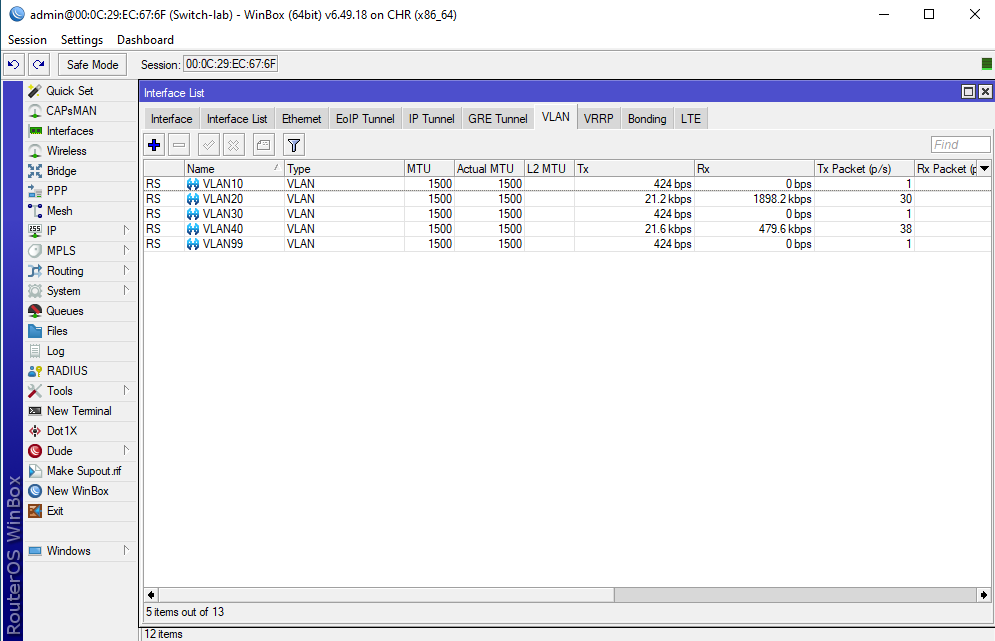 admin@00:0C:29:EC:67:6F (Switch-lab) - WinBox (64bit) v6.49.18 on CHR (x86_64)
Session Settings Dashboard
Safe Mode Session: 00:0C:29:EC:67:6F
Quick Set
CAPsMAN
Interfaces
Wireless
Bridge
PPP
Mesh
IP
MPLS
Routing
System
Queues
Files
Log
RADIUS
Tools
New Terminal
Dot1X
Dude
Make Supout.rif
New WinBox
Exit
Windows
RouterOS WinBox
Interface List
Interface Interface List Ethernet EoIP Tunnel IP Tunnel GRE Tunnel VLAN VRRP Bonding LTE
Find
Name Type MTU Actual MTU L2 MTU Tx Rx Tx Packet (p/s) Rx Packet (p
RS VLAN10 VLAN 1500 1500 424 bps 0 bps 1
RS VLAN20 VLAN 1500 1500 21.2 kbps 1898.2 kbps 30
RS VLAN30 VLAN 1500 1500 424 bps 0 bps 1
RS VLAN40 VLAN 1500 1500 21.6 kbps 479.6 kbps 38
RS VLAN99 VLAN 1500 1500 424 bps 0 bps 1
5 items out of 13
12 items